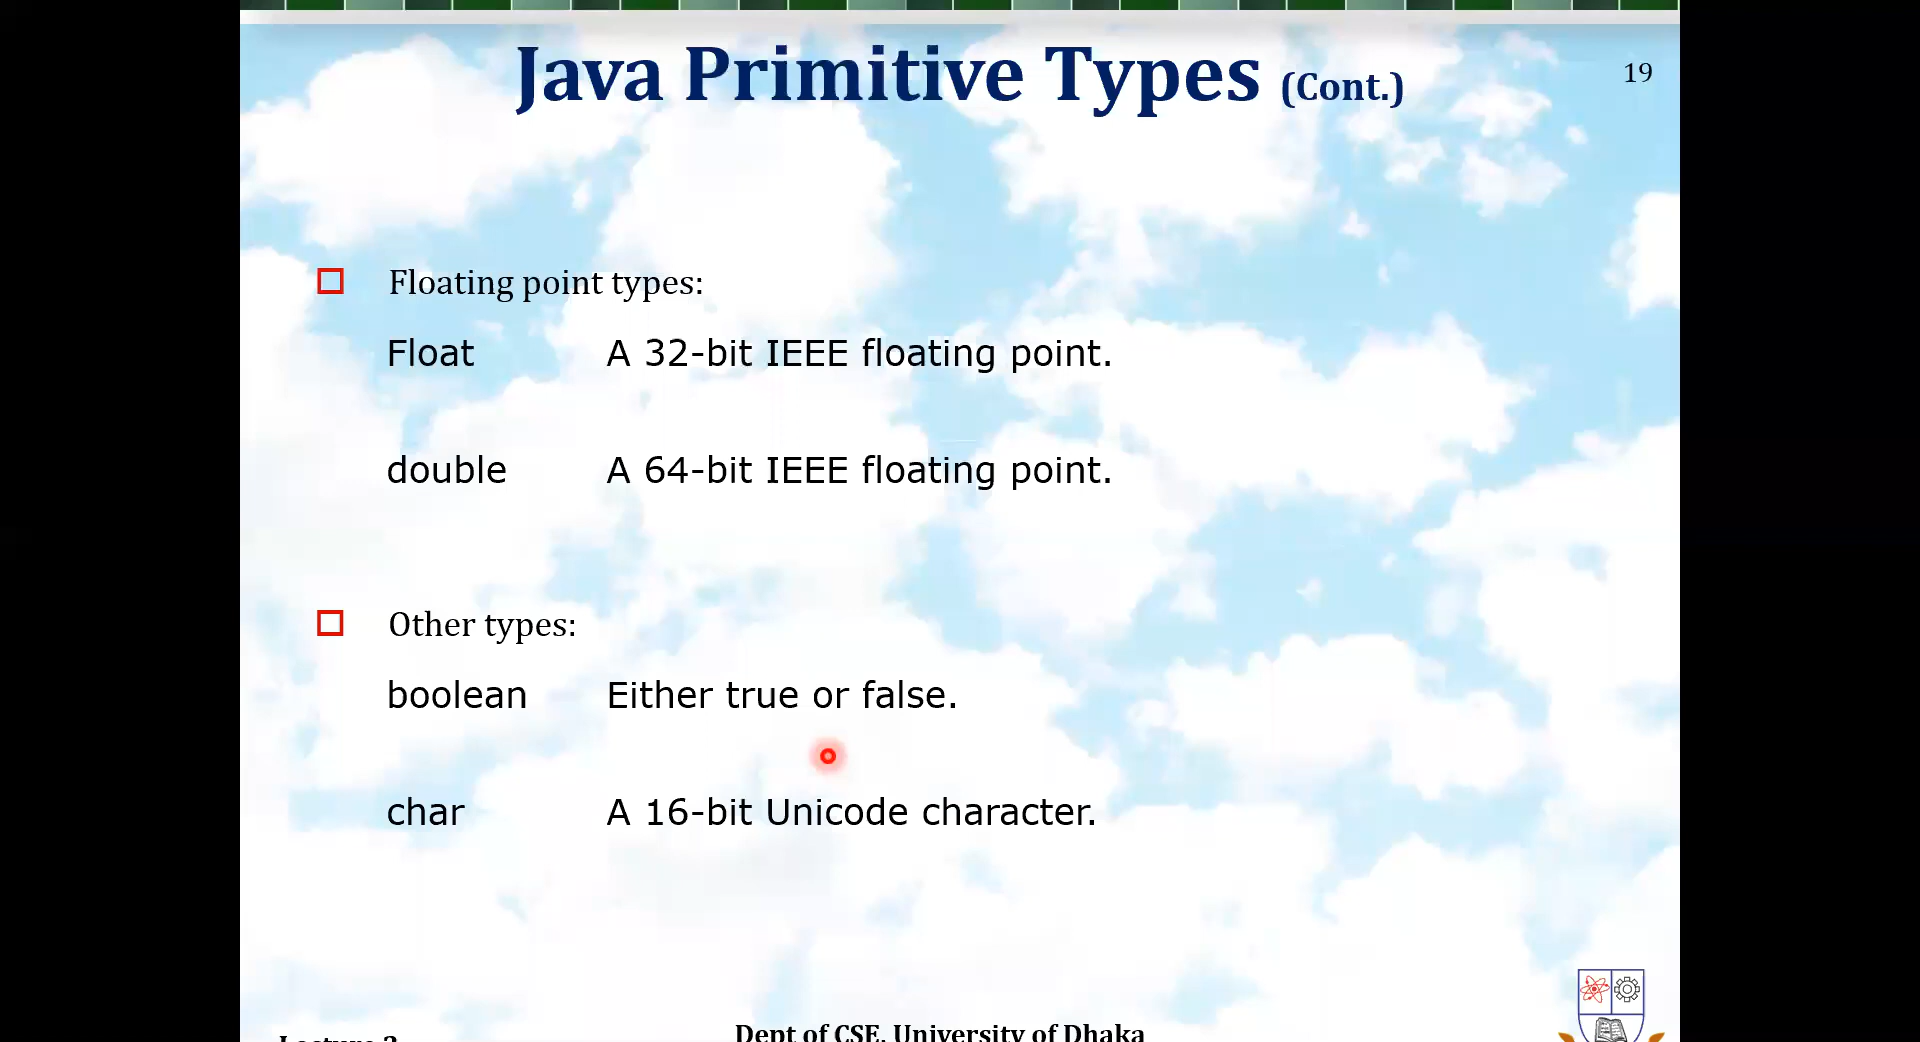 Java Primitive Types (Cont.)
19
Floating point types:
Float A 32-bit IEEE floating point.
double A 64-bit IEEE floating point.
Other types:
boolean Either true or false.
char A 16-bit Unicode character.
Dept of CSE, University of Dhaka